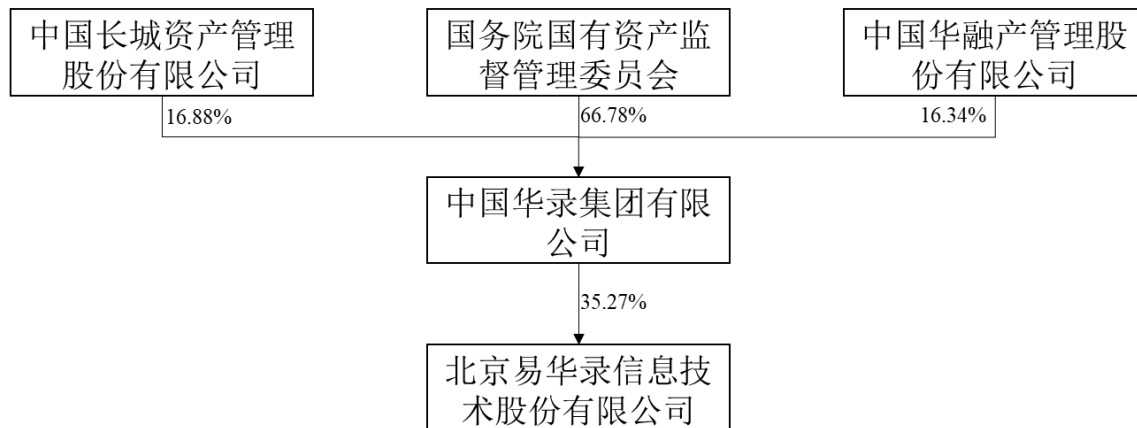 中国长城资产管理
股份有限公司
国务院国有资产监
督管理委员会
中国华融产管理股
份有限公司
16.88%
66.78%
16.34%
中国华录集团有限
公司
35.27%
北京易华录信息技
术股份有限公司